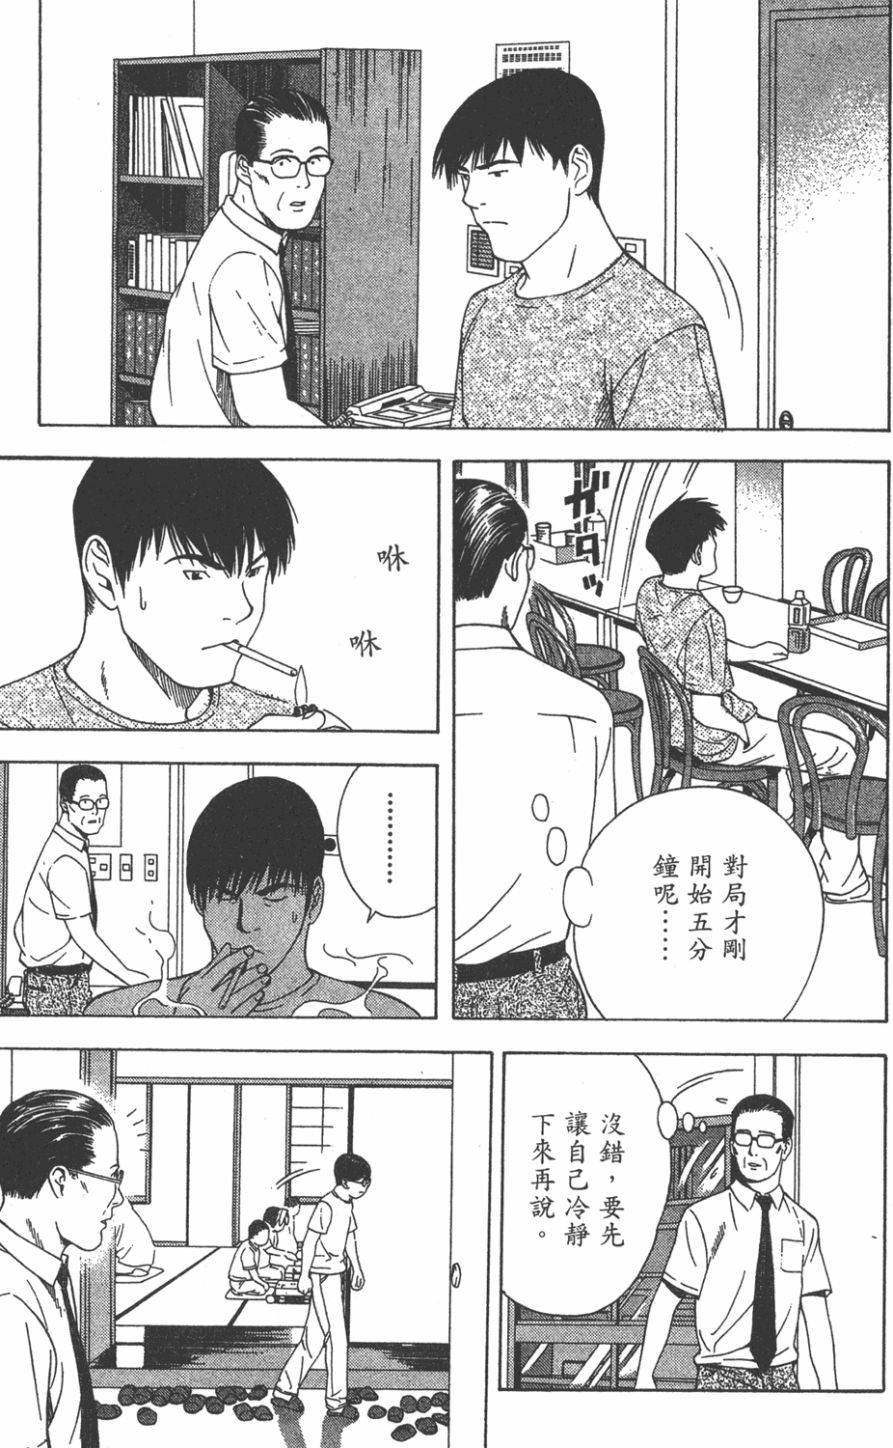 ガタッ
對局才剛
開始五分
鐘呢……
咻
咻
………
沒錯，要先
讓自己冷靜
下來再說。